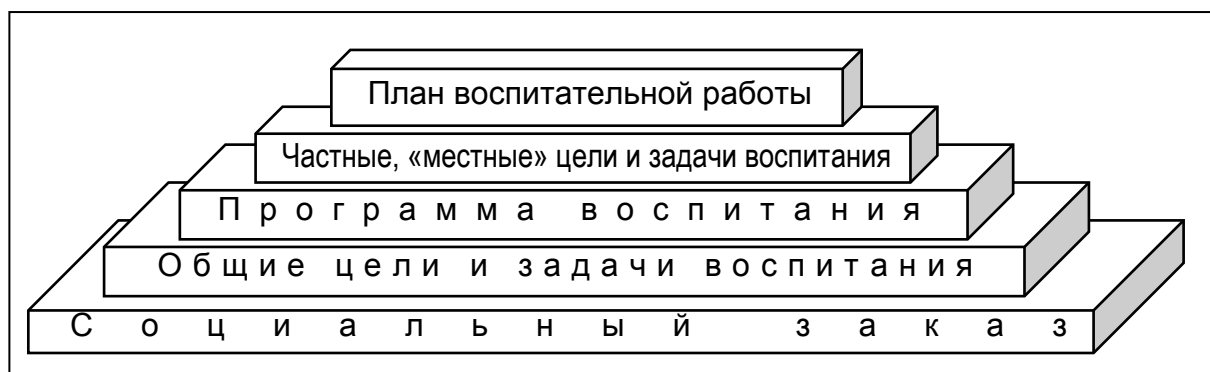 План воспитательной работы
Частные, «местные» цели и задачи воспитания
Программа воспитания
Общие цели и задачи воспитания
Социальный заказ